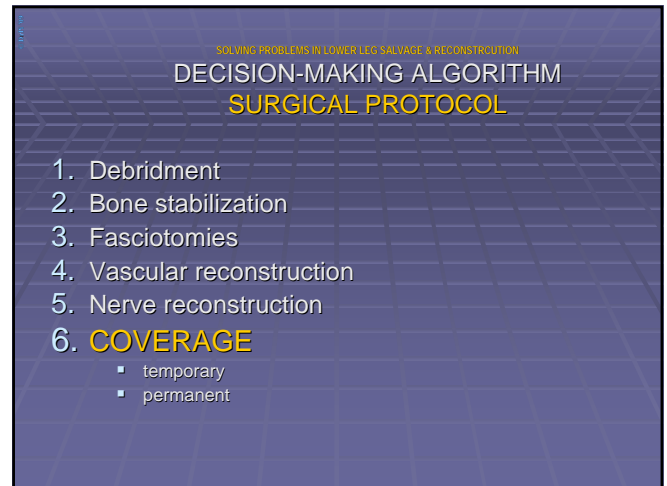 SOLVING PROBLEMS IN LOWER LEG SALVAGE & RECONSTRCUTION
DECISION-MAKING ALGORITHM
SURGICAL PROTOCOL
1. Debridment
2. Bone stabilization
3. Fasciotomies
4. Vascular reconstruction
5. Nerve reconstruction
6. COVERAGE
▪ temporary
▪ permanent